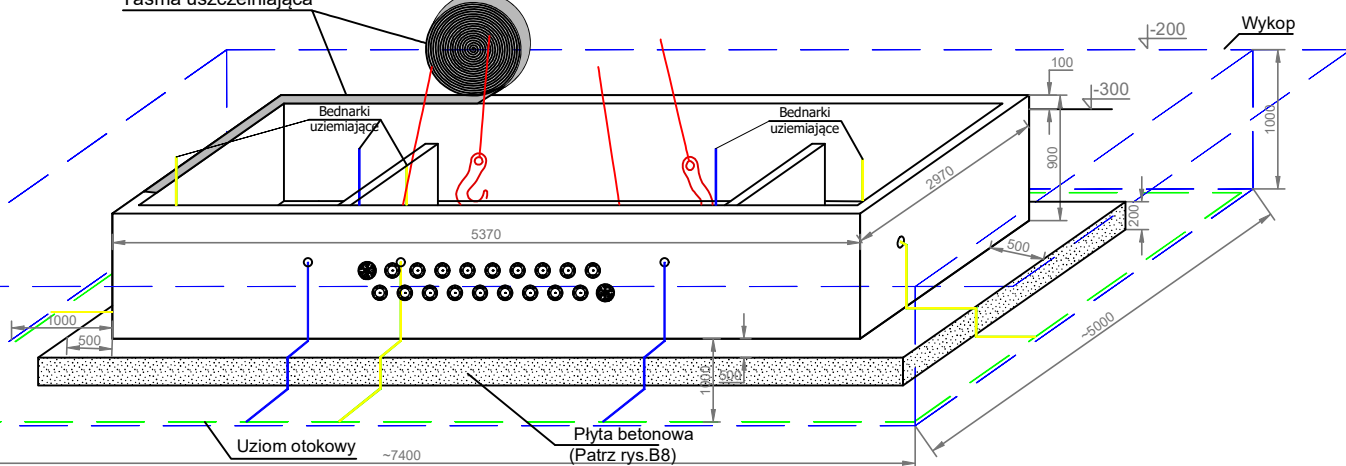 Taśma uszczelniająca
Wykop
-200
100
-300
Bednarki
uziemiające
Bednarki
uziemiające
1000
900
2970
200
5370
500
1000
500
~5000
1000
500
Uziom otokowy
Płyta betonowa
(Patrz rys.B8)
~7400